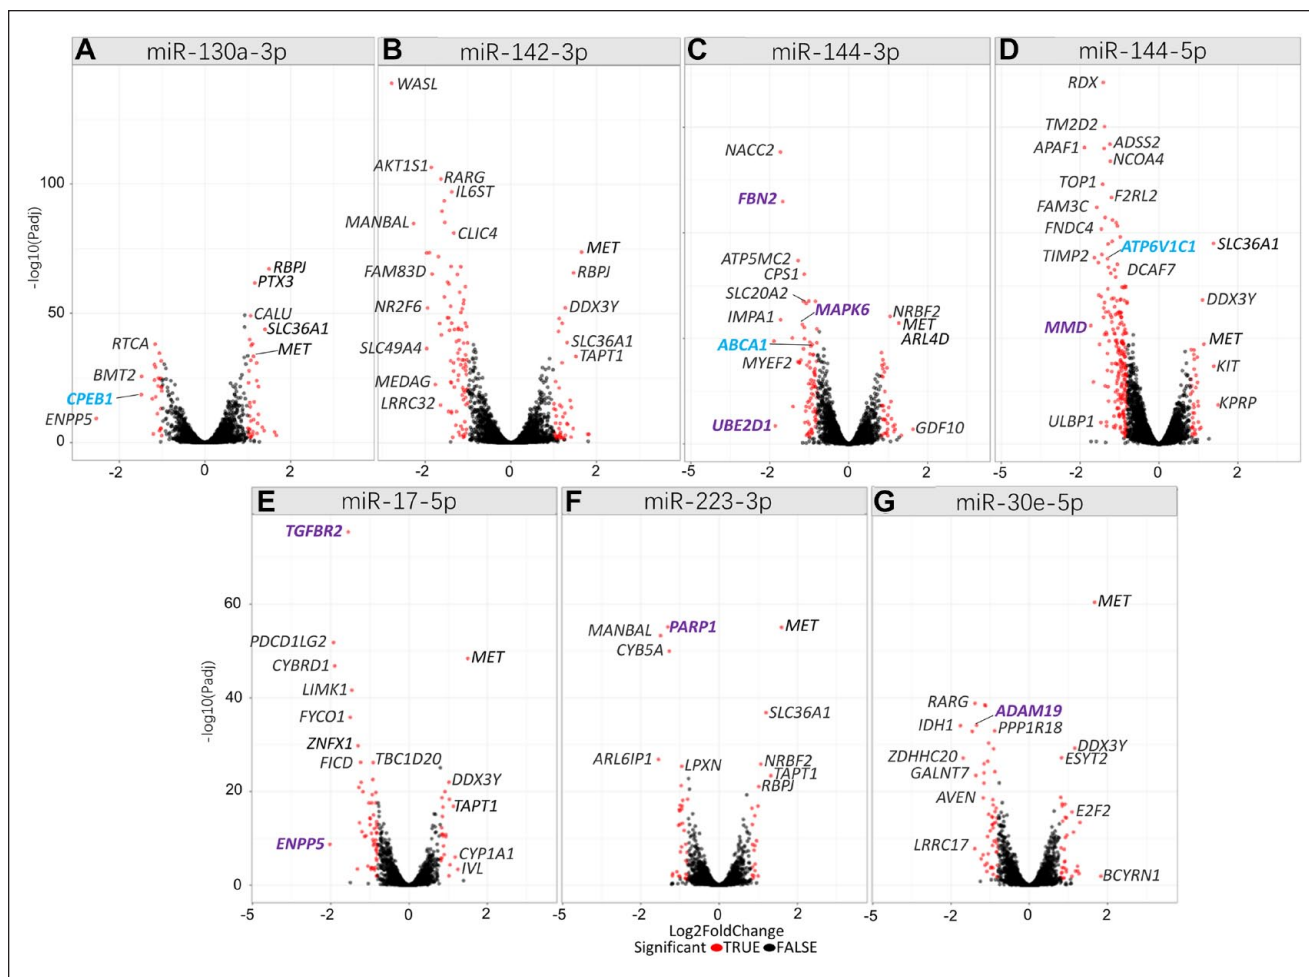 A miR-130a-3p
B miR-142-3p
C miR-144-3p
D miR-144-5p
-log10(Padj)
100
50
0
RBPJ
PTX3
CALU
SLC36A1
MET
RTCA
BMT2
CPEB1
ENPP5
-2
0
2
WASL
AKT1S1
RARG
IL6ST
MANBAL
CLIC4
MET
FAM83D
RBPJ
NR2F6
DDX3Y
SLC49A4
SLC36A1
TAPT1
MEDAG
LRRC32
-2
0
2
NACC2
FBN2
ATP5MC2
CPS1
SLC20A2
MAPK6
IMPA1
NRBF2
MET
ARL4D
ABCA1
MYEF2
UBE2D1
GDF10
-5
-2
0
2
RDX
TM2D2
APAF1
ADSS2
NCOA4
TOP1
F2RL2
FAM3C
FNDC4
ATP6V1C1
SLC36A1
TIMP2
DCAF7
DDX3Y
MMD
MET
KIT
KPRP
ULBP1
-5
-2
0
2
E miR-17-5p
F miR-223-3p
G miR-30e-5p
-log10(Padj)
60
40
20
0
TGFBR2
PDCD1LG2
CYBRD1
MET
LIMK1
FYCO1
ZNFX1
FICD
TBC1D20
DDX3Y
TAPT1
ENPP5
CYP1A1
IVL
-5
-2
0
2
MANBAL
PARP1
MET
CYB5A
SLC36A1
ARL6IP1
LPXN
NRBF2
TAPT1
RBPJ
-5
-2
0
2
MET
RARG
ADAM19
IDH1
PPP1R18
DDX3Y
ZDHHC20
ESYT2
GALNT7
AVEN
E2F2
LRRC17
BCYRN1
-5
-2
0
2
Log2FoldChange
Significant TRUE FALSE